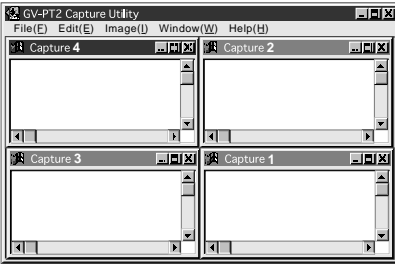 GV-PT2 Capture Utility
File(F) Edit(E) Image(I) Window(W) Help(H)
Capture 4
Capture 2
Capture 3
Capture 1